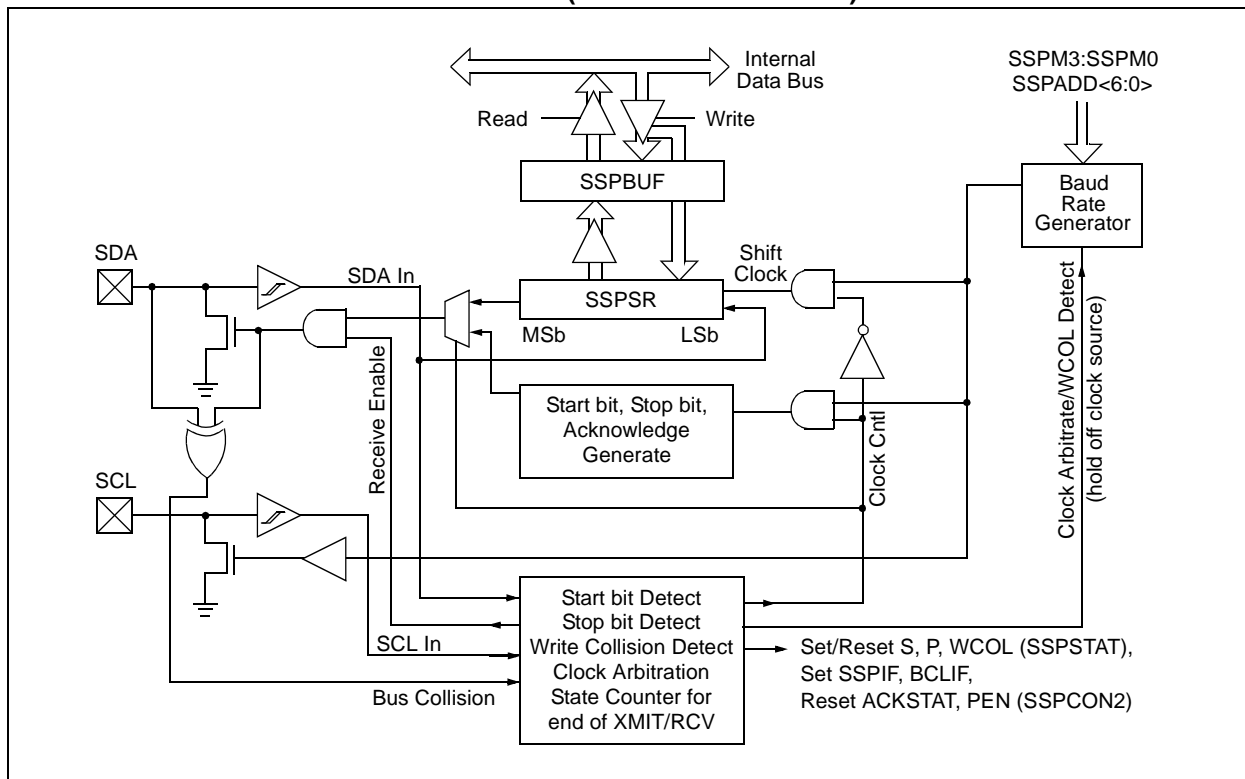 Internal
Data Bus
SSPM3:SSPM0
SSPADD<6:0>
Read
Write
SSPBUF
Baud
Rate
Generator
SDA
SDA In
Shift
Clock
SSPSR
MSb
LSb
Receive Enable
Start bit, Stop bit,
Acknowledge
Generate
Clock Cntl
Clock Arbitrate/WCOL Detect
(hold off clock source)
SCL
SCL In
Bus Collision
Start bit Detect
Stop bit Detect
Write Collision Detect
Clock Arbitration
State Counter for
end of XMIT/RCV
Set/Reset S, P, WCOL (SSPSTAT),
Set SSPIF, BCLIF,
Reset ACKSTAT, PEN (SSPCON2)